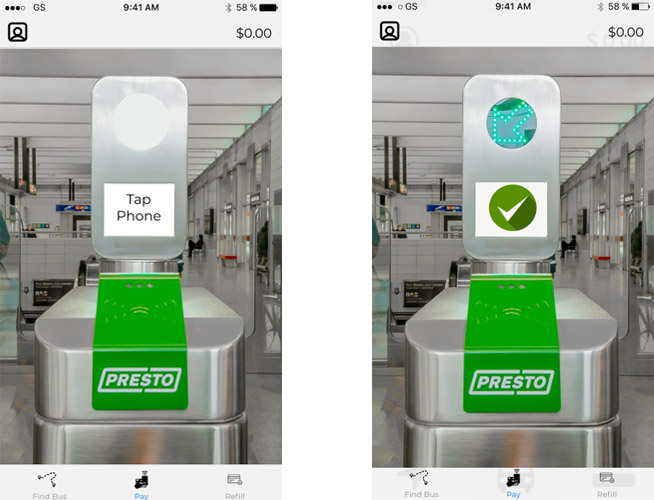 GS
9:41 AM
58 %
$0.00
Tap
Phone
PRESTO
Find Bus
Pay
Refill
GS
9:41 AM
58 %
$0.00
PRESTO
Find Bus
Pay
Refill